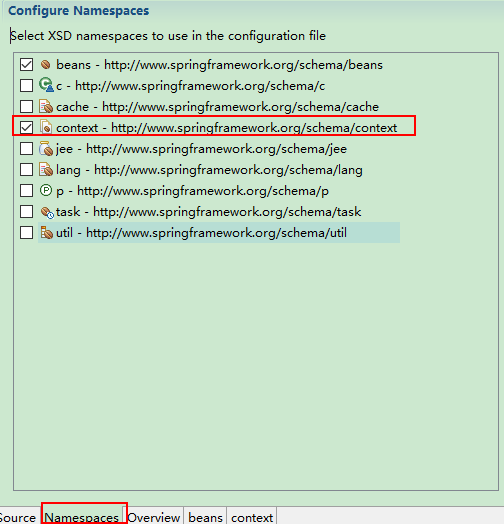 Configure Namespaces
Select XSD namespaces to use in the configuration file
beans - http://www.springframework.org/schema/beans
c - http://www.springframework.org/schema/c
cache - http://www.springframework.org/schema/cache
context - http://www.springframework.org/schema/context
jee - http://www.springframework.org/schema/jee
lang - http://www.springframework.org/schema/lang
p - http://www.springframework.org/schema/p
task - http://www.springframework.org/schema/task
util - http://www.springframework.org/schema/util
Source Namespaces Overview beans context